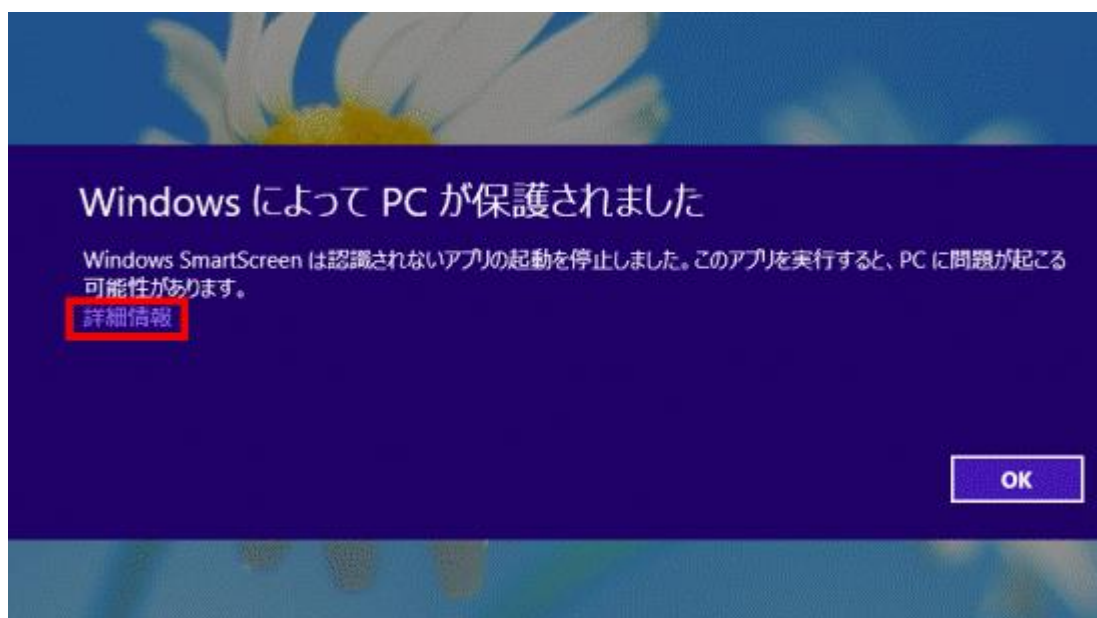 Windows によって PC が保護されました
Windows SmartScreen は認識されないアプリの起動を停止しました。このアプリを実行すると、PC に問題が起こる
可能性があります。
詳細情報
OK